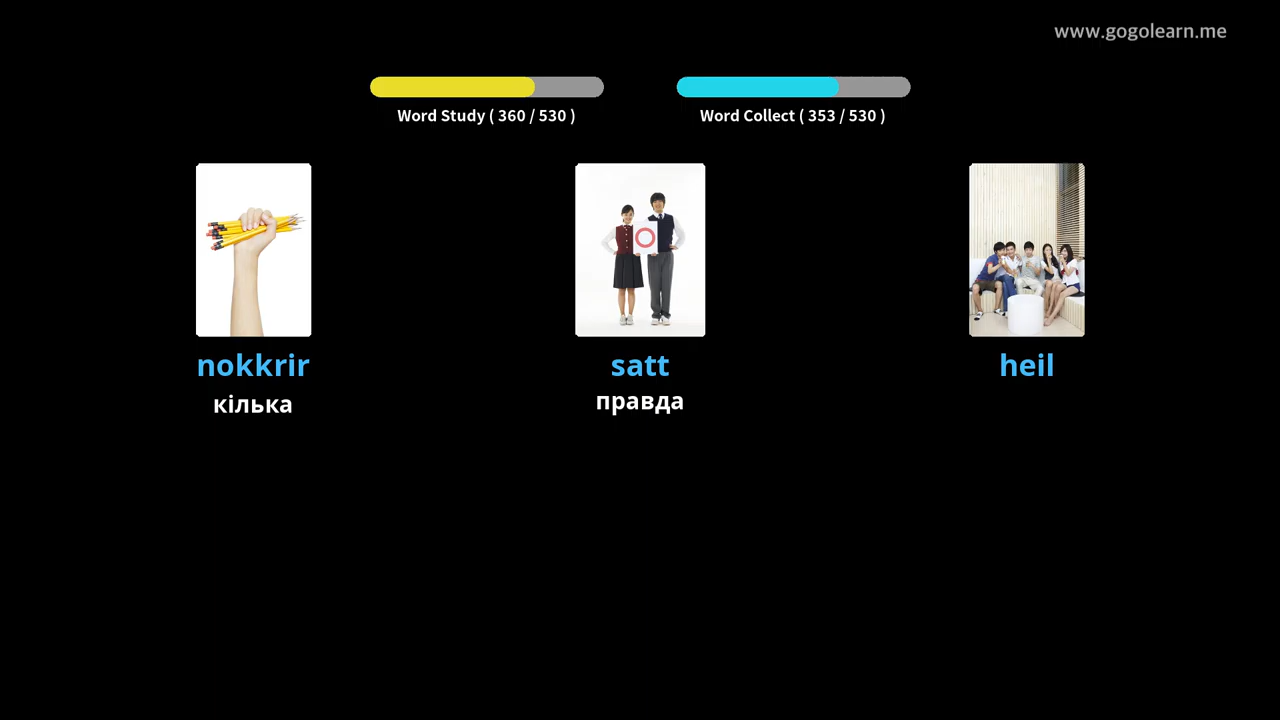 www.gogolearn.me
Word Study ( 360 / 530 )
Word Collect ( 353 / 530 )
nokkrir
кілька
satt
правда
heil